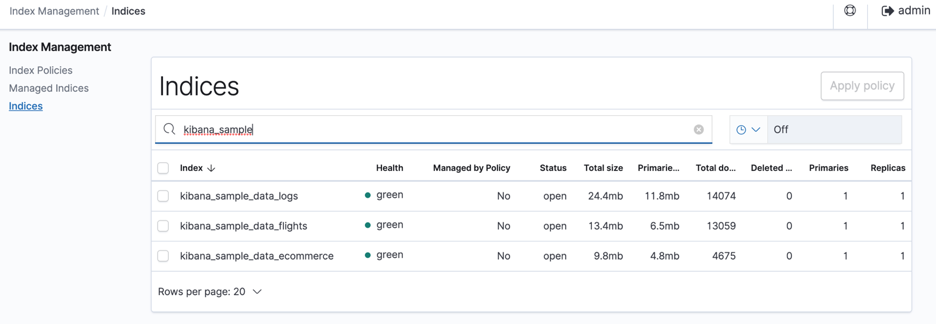 Index Management / Indices
admin
Index Management
Index Policies
Managed Indices
Indices
Indices
Apply policy
kibana_sample
Off
Index Health Managed by Policy Status Total size Primarie... Total do... Deleted ... Primaries Replicas
kibana_sample_data_logs green No open 24.4mb 11.8mb 14074 0 1 1
kibana_sample_data_flights green No open 13.4mb 6.5mb 13059 0 1 1
kibana_sample_data_ecommerce green No open 9.8mb 4.8mb 4675 0 1 1
Rows per page: 20